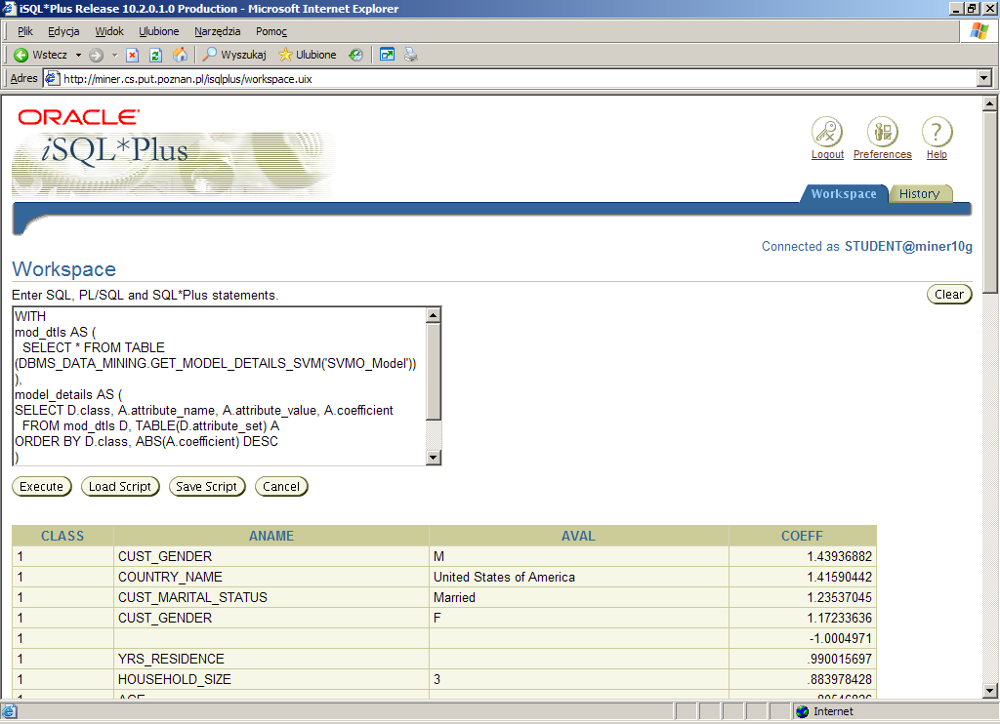 iSQL*Plus Release 10.2.0.1.0 Production - Microsoft Internet Explorer
Plik Edycja Widok Ulubione Narzędzia Pomoc
Wstecz Wyszukaj Ulubione
Adres http://miner.cs.put.poznan.pl/isqlplus/workspace.uix
ORACLE
iSQL*Plus
Logout Preferences Help
Workspace History
Connected as STUDENT@miner10g
Workspace
Enter SQL, PL/SQL and SQL*Plus statements.
Clear
WITH
mod_dtls AS (
SELECT * FROM TABLE
(DBMS_DATA_MINING.GET_MODEL_DETAILS_SVM('SVMO_Model'))
),
model_details AS (
SELECT D.class, A.attribute_name, A.attribute_value, A.coefficient
FROM mod_dtls D, TABLE(D.attribute_set) A
ORDER BY D.class, ABS(A.coefficient) DESC
)
Execute Load Script Save Script Cancel
CLASS ANAME AVAL COEFF
1 CUST_GENDER M 1.43936882
1 COUNTRY_NAME United States of America 1.41590442
1 CUST_MARITAL_STATUS Married 1.23537045
1 CUST_GENDER F 1.17233636
1 -1.0004971
1 YRS_RESIDENCE .990015697
1 HOUSEHOLD_SIZE 3 .883978428
1 AGE .80546826
Internet